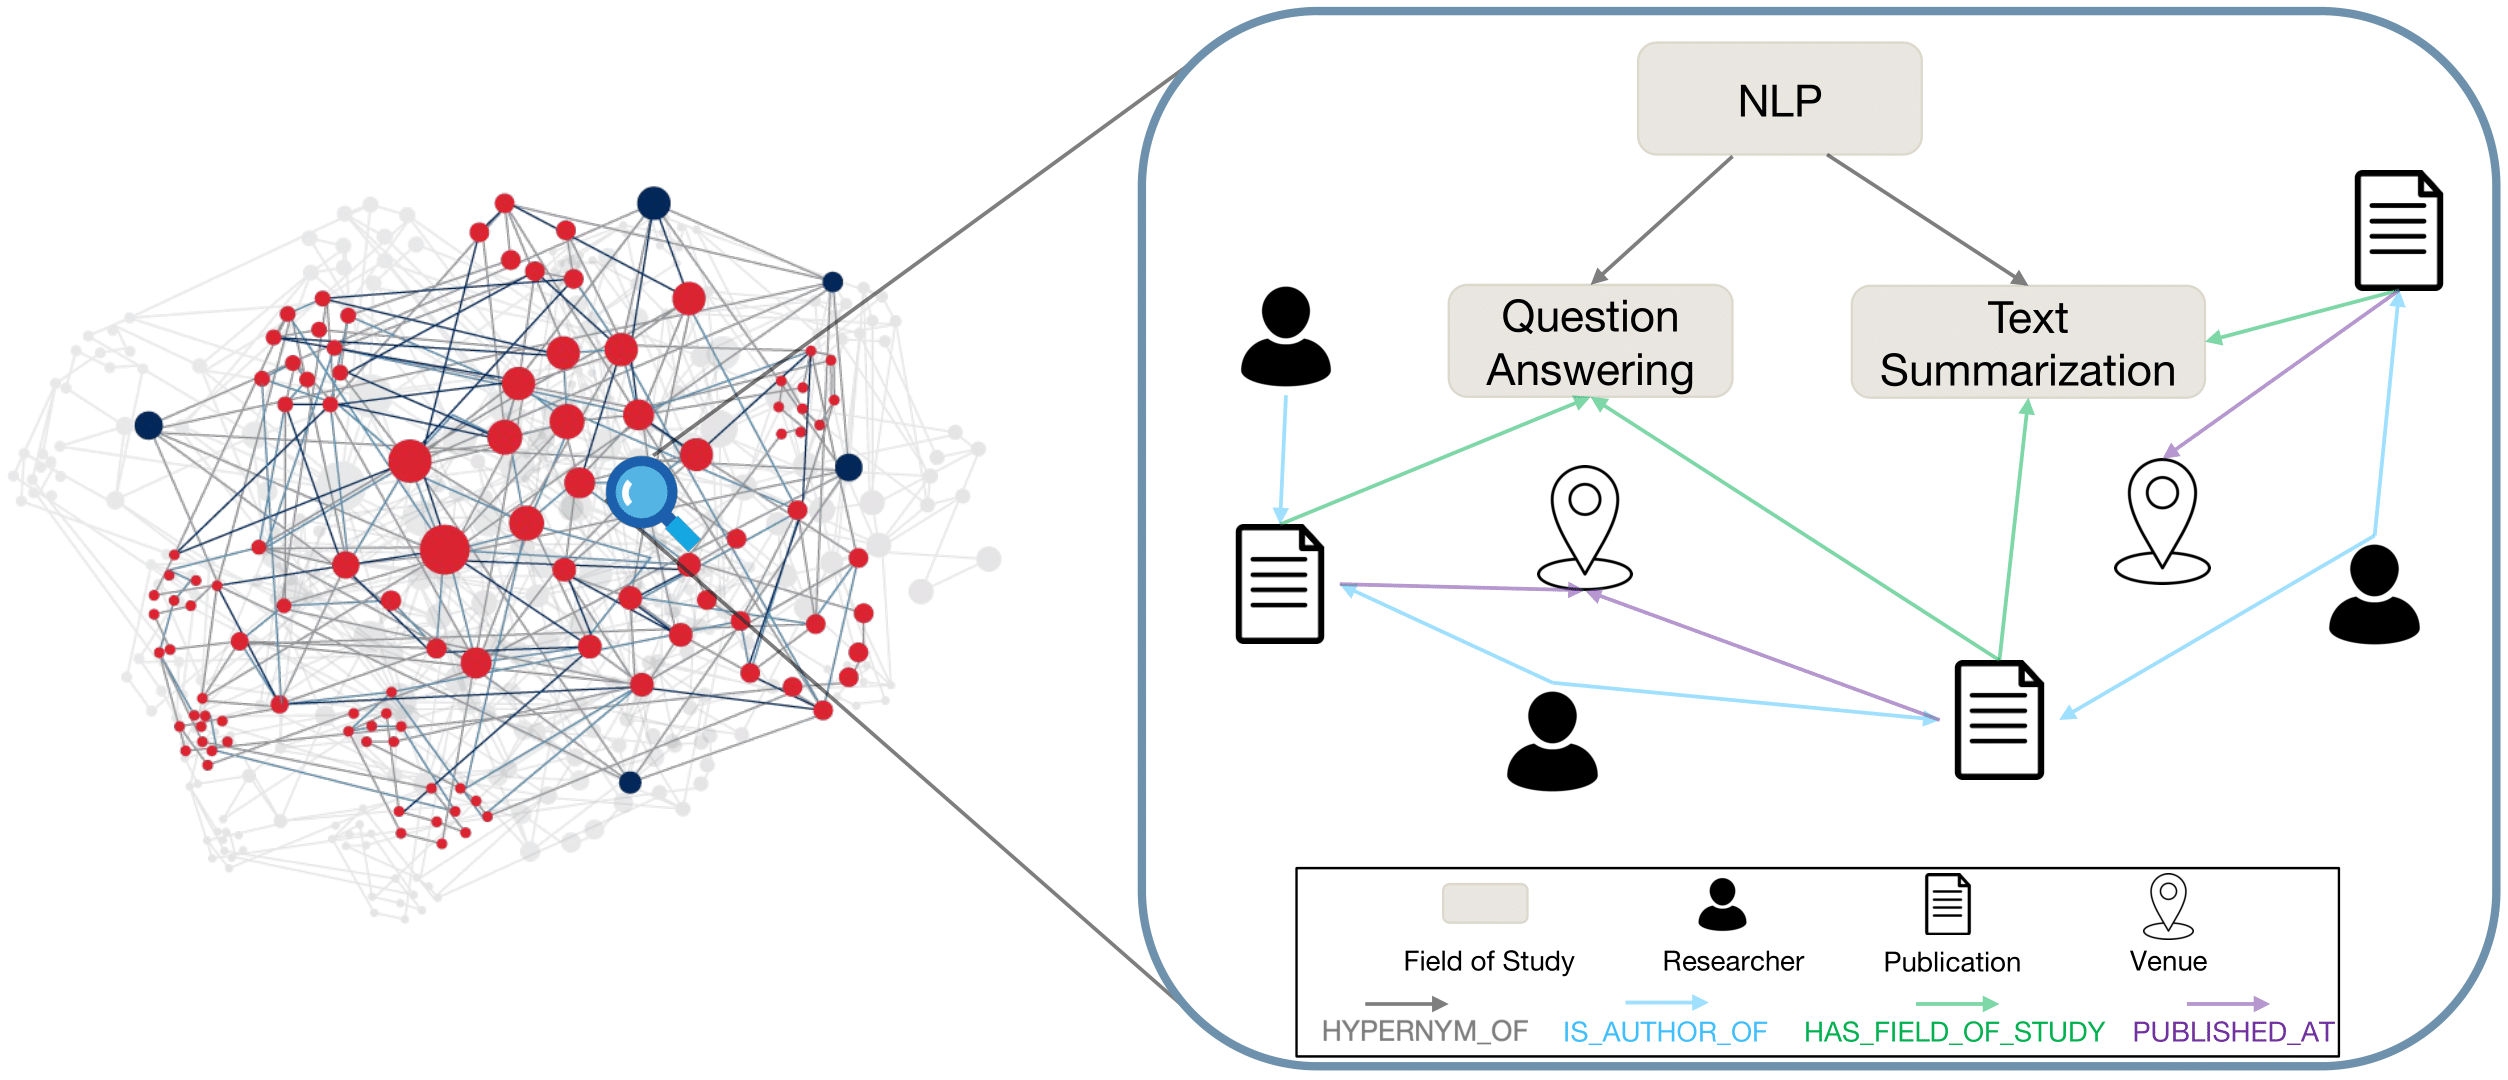 NLP
Question
Answering
Text
Summarization
Field of Study
Researcher
Publication
Venue
HYPERNYM_OF
IS_AUTHOR_OF
HAS_FIELD_OF_STUDY
PUBLISHED_AT